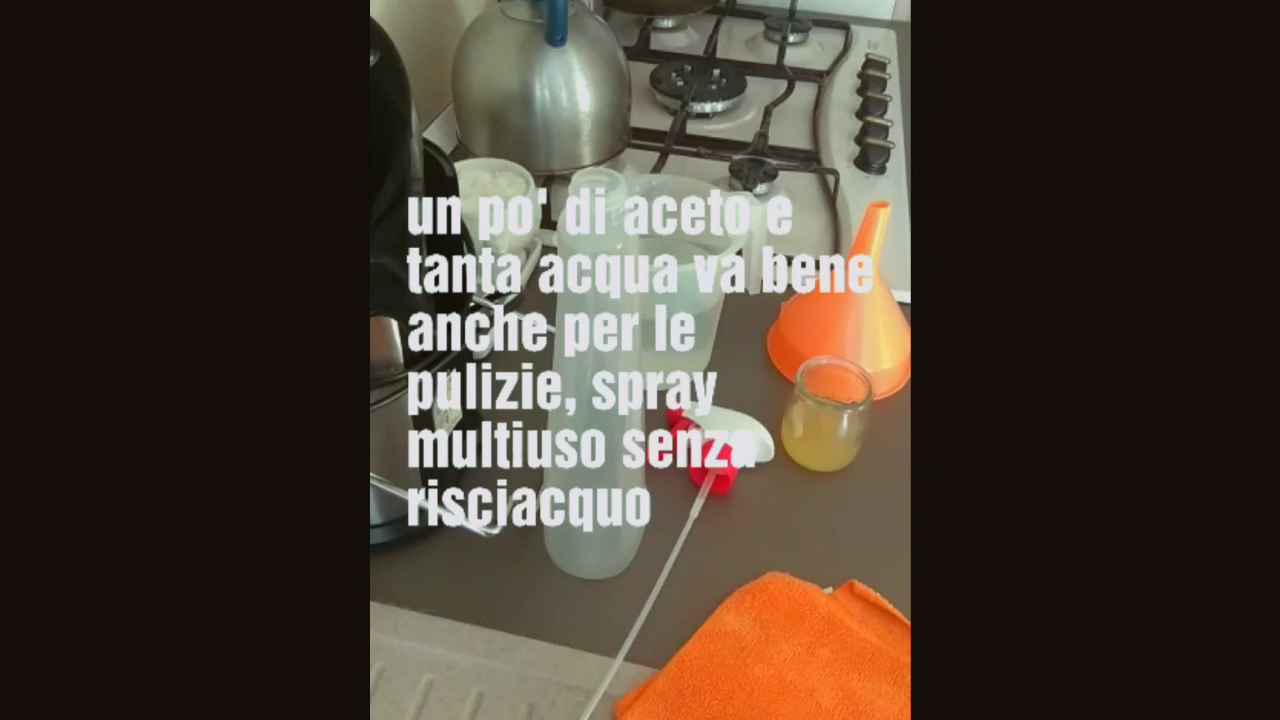 un po' di aceto e
tanta acqua va bene
anche per le
pulizie, spray
multiuso senza
risciacquo